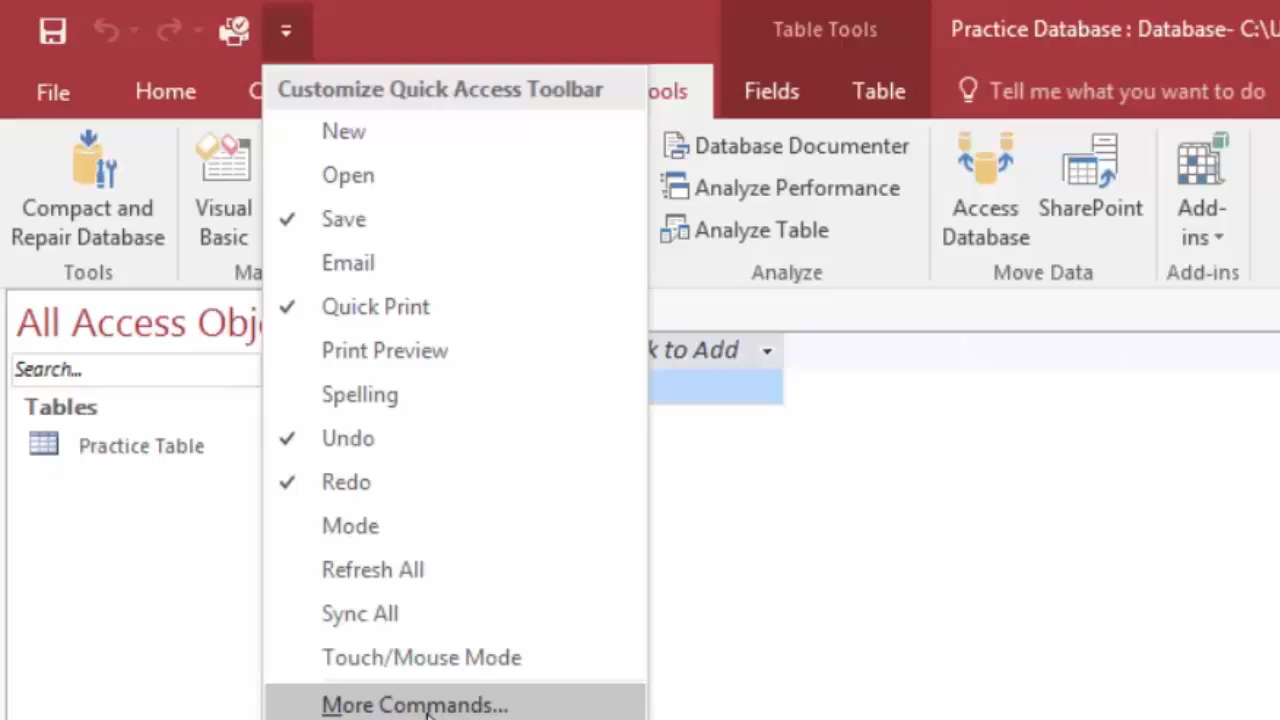 Table Tools
Practice Database : Database- C:\U
File
Home
C
ools
Fields
Table
Tell me what you want to do
Customize Quick Access Toolbar
New
Open
Save
Email
Quick Print
Print Preview
Spelling
Undo
Redo
Mode
Refresh All
Sync All
Touch/Mouse Mode
More Commands...
Compact and
Repair Database
Tools
Visual
Basic
Ma
Database Documenter
Analyze Performance
Analyze Table
Analyze
Access
Database
SharePoint
Move Data
Add-
ins
Add-ins
All Access Obj
Search...
Tables
Practice Table
k to Add